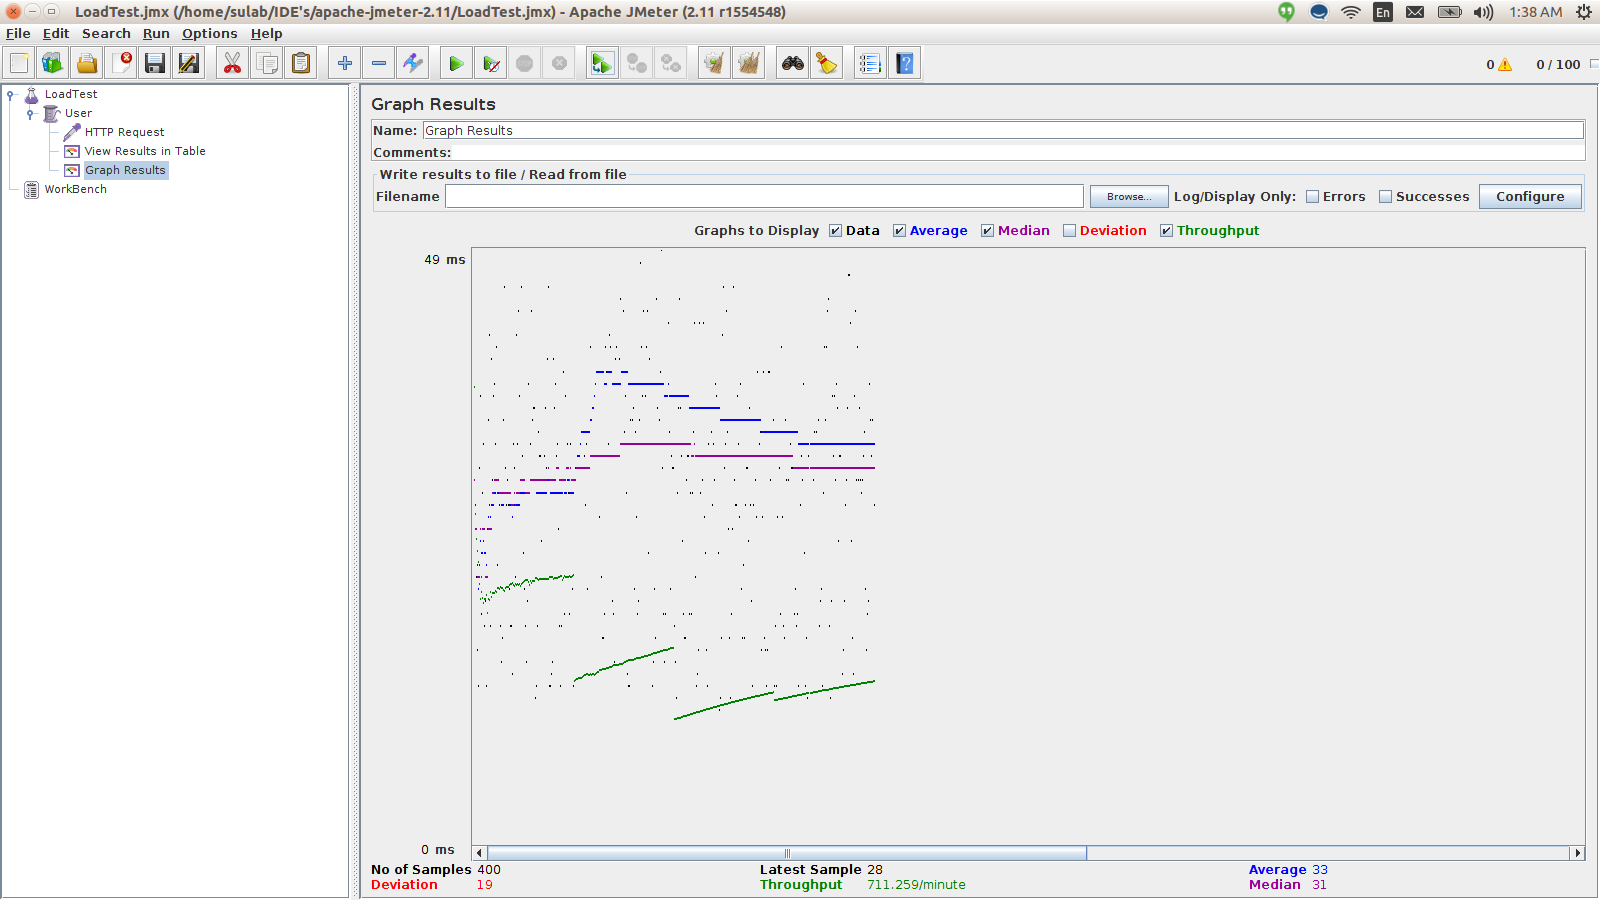 LoadTest.jmx (/home/sulab/IDE's/apache-jmeter-2.11/LoadTest.jmx) - Apache JMeter (2.11 r1554548)
En
1:38 AM
File Edit Search Run Options Help
0
0 / 100
LoadTest
User
HTTP Request
View Results in Table
Graph Results
WorkBench
Graph Results
Name: Graph Results
Comments:
Write results to file / Read from file
Filename
Browse...
Log/Display Only:
Errors
Successes
Configure
Graphs to Display
Data
Average
Median
Deviation
Throughput
49 ms
0 ms
No of Samples 400
Latest Sample 28
Average 33
Deviation 19
Throughput 711.259/minute
Median 31